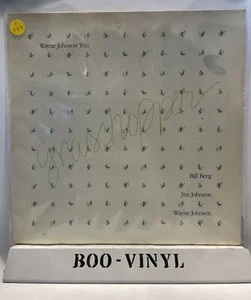 Wayne Johnson Trio
grasshopper
Bill Berg
Jim Johnson
Wayne Johnson
BOO-VINYL